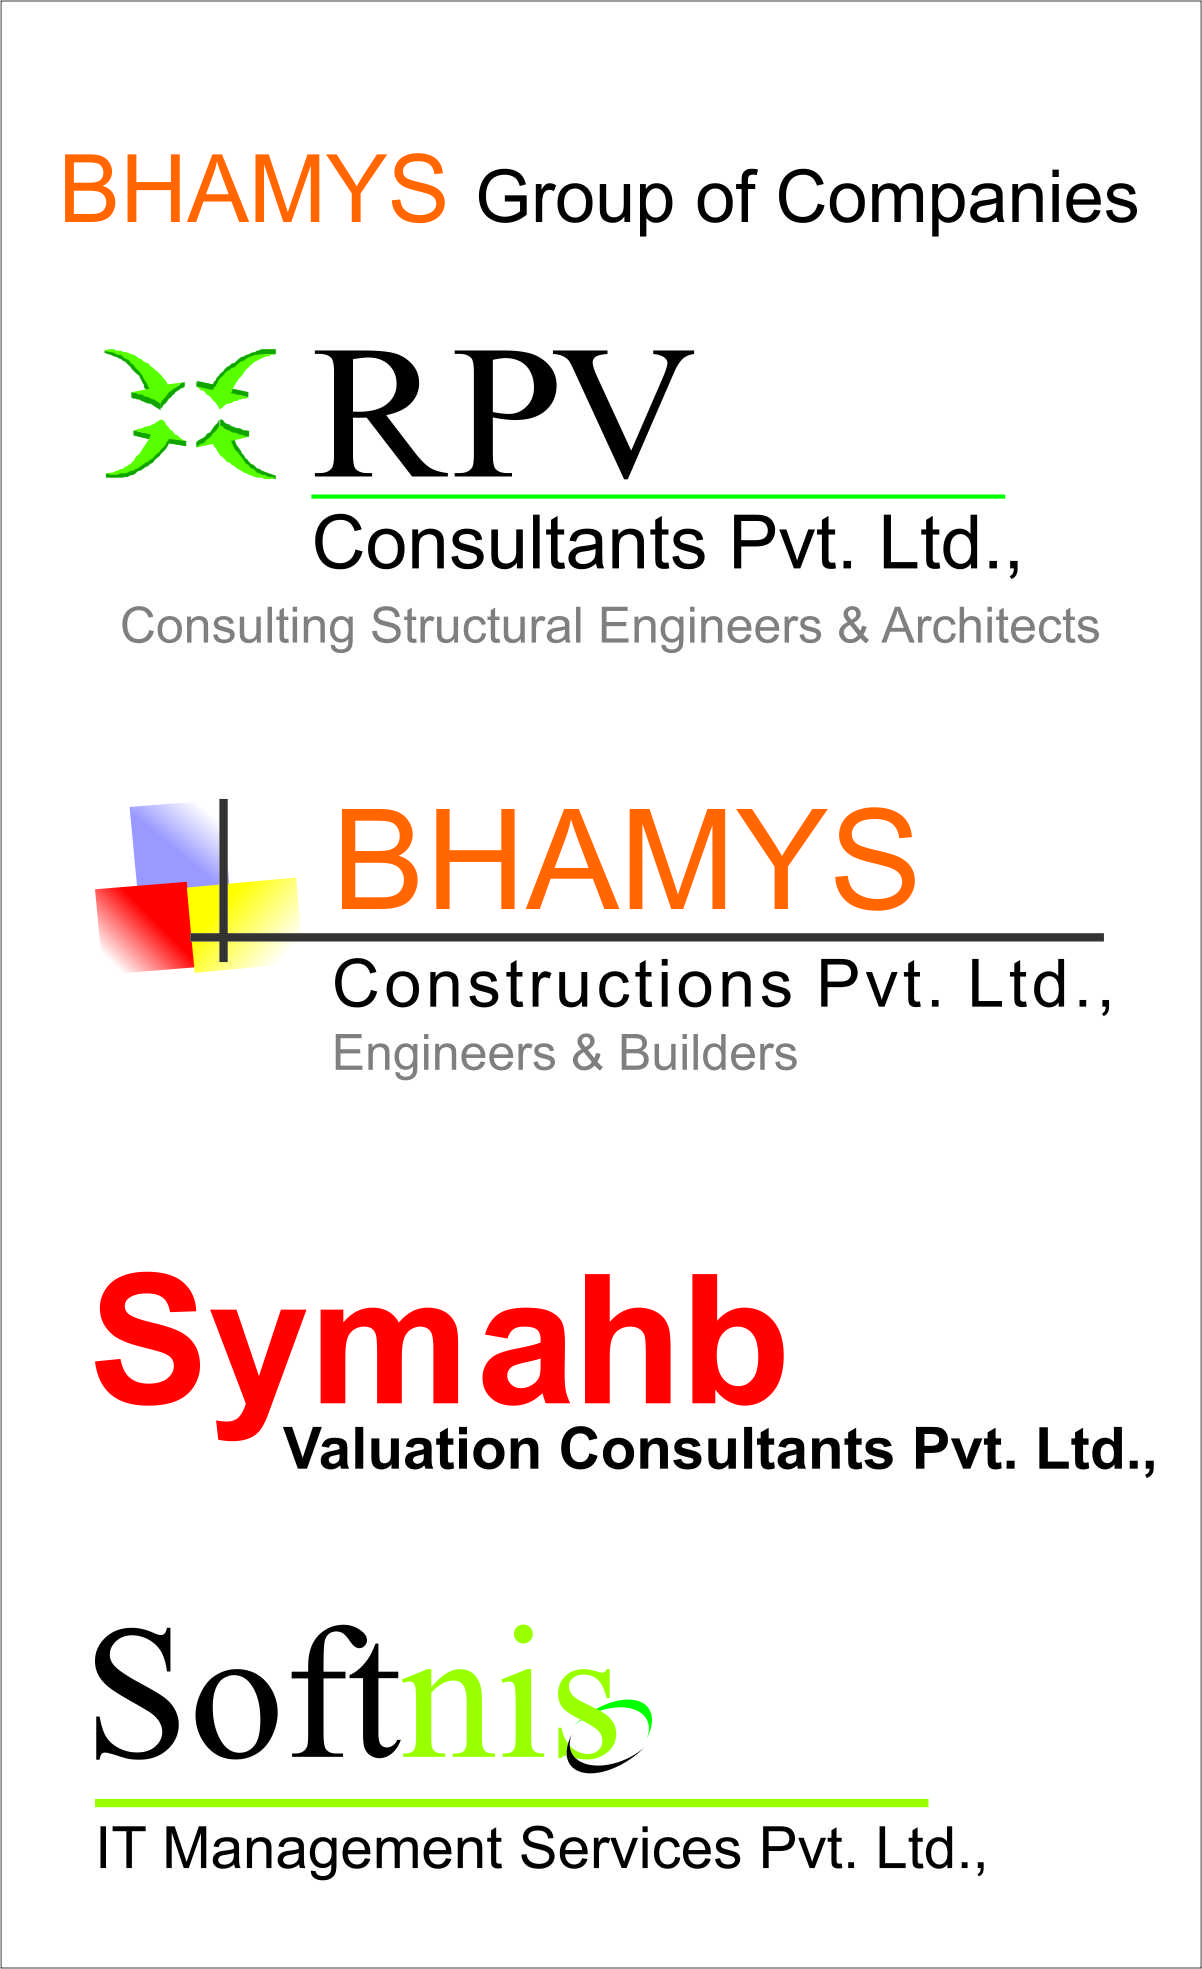 BHAMYS Group of Companies
RPV
Consultants Pvt. Ltd.,
Consulting Structural Engineers & Architects
BHAMYS
Constructions Pvt. Ltd.,
Engineers & Builders
Symahb
Valuation Consultants Pvt. Ltd.,
Softnis
IT Management Services Pvt. Ltd.,